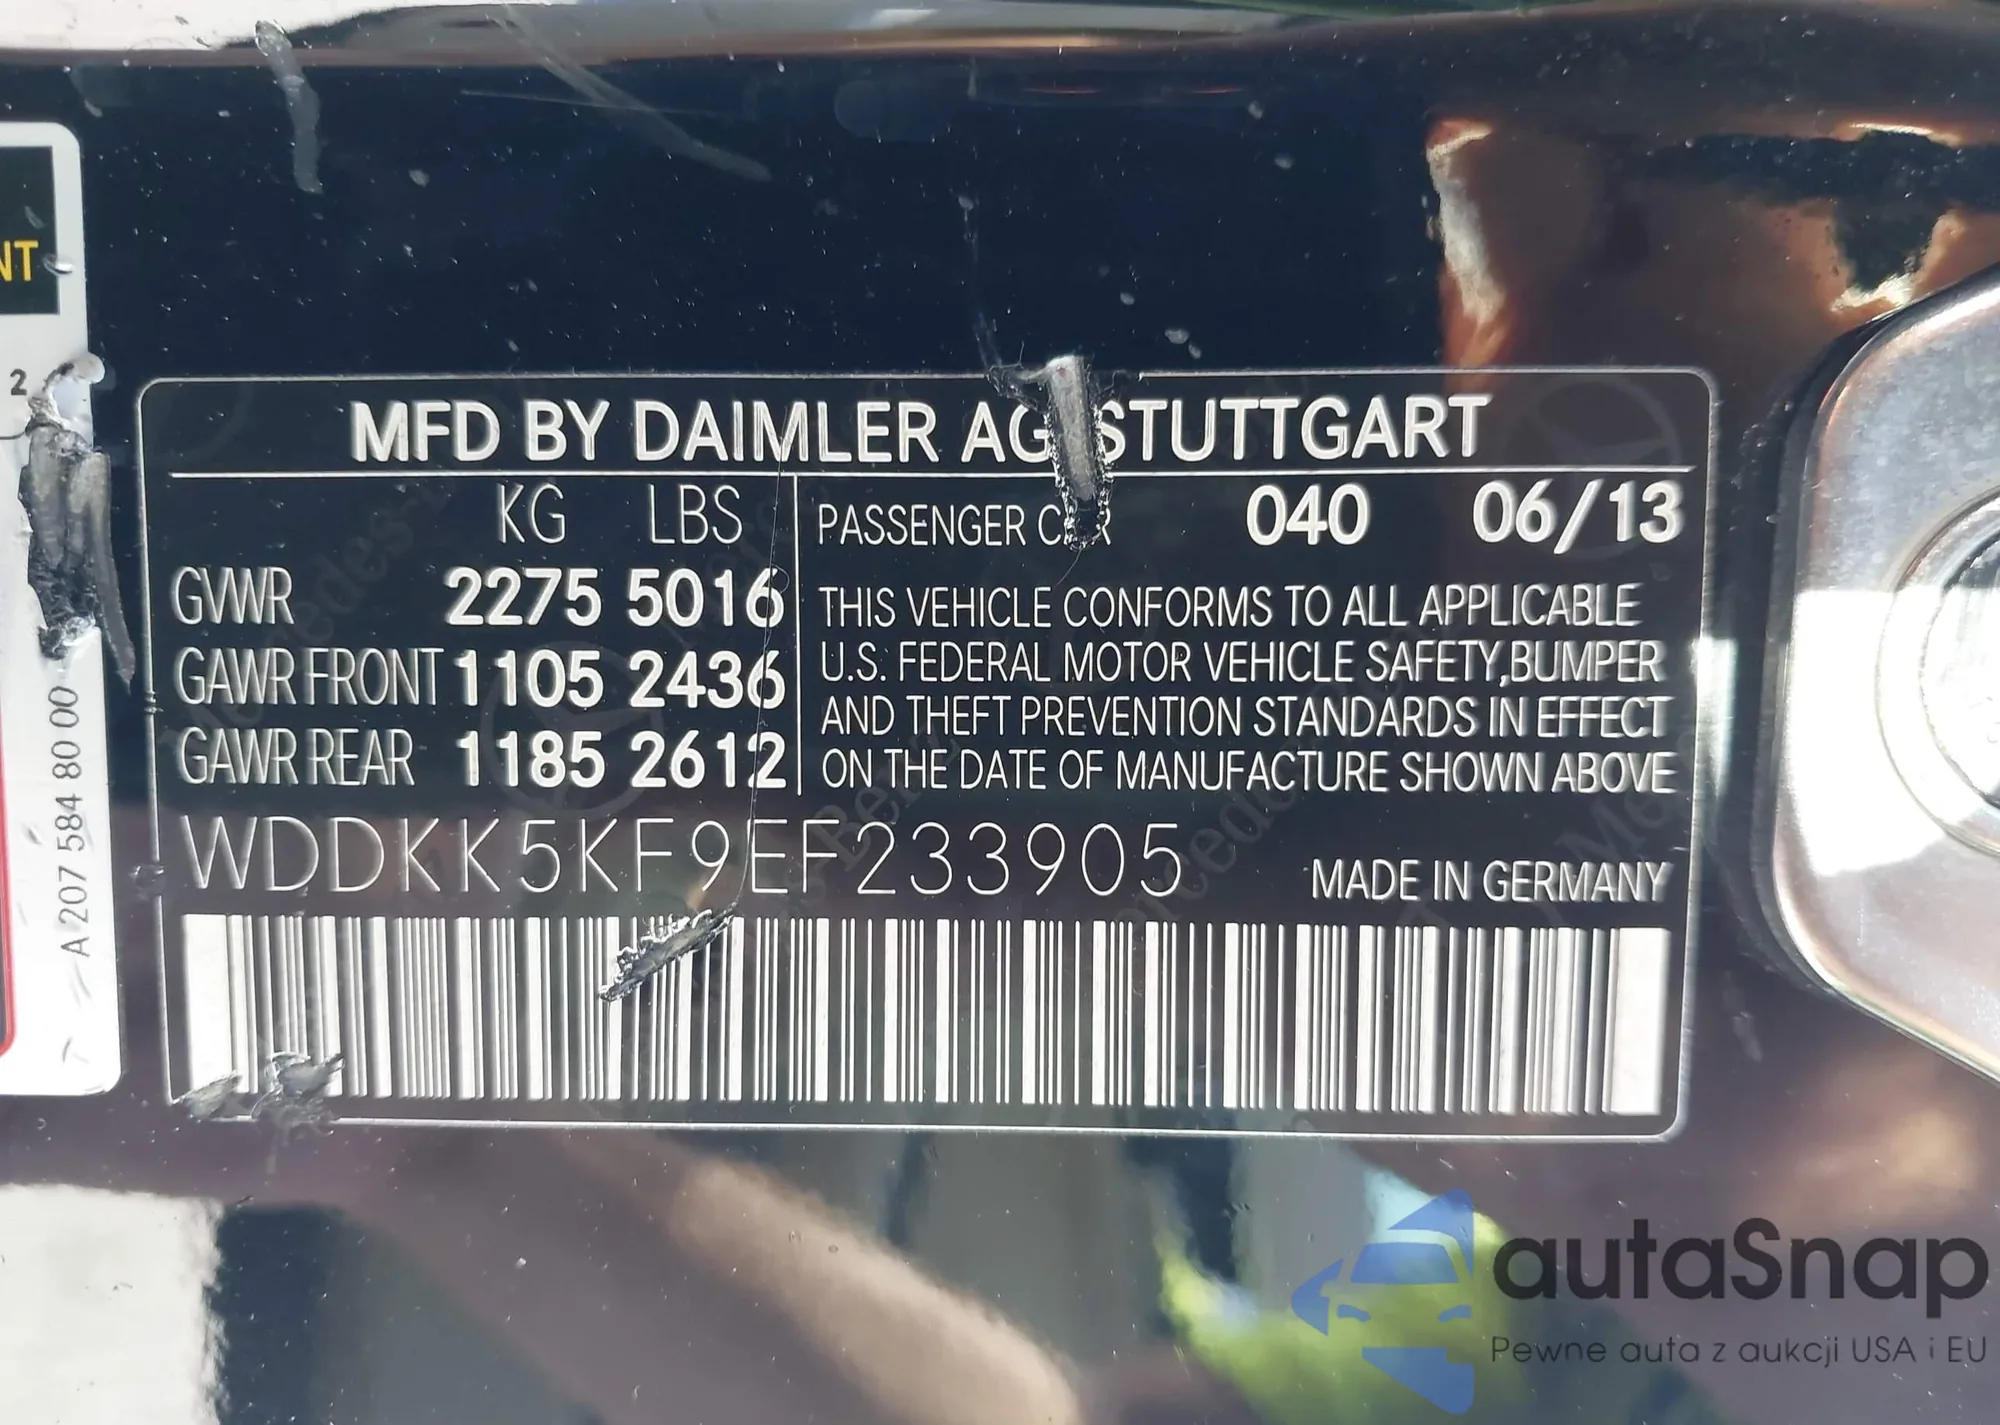 NT
2
A 207 584 80 00
MFD BY DAIMLER AG STUTTGART
KG LBS
GVWR 2275 5016
GAWR FRONT 1105 2436
GAWR REAR 1185 2612
PASSENGER CAR 040 06/13
THIS VEHICLE CONFORMS TO ALL APPLICABLE
U.S. FEDERAL MOTOR VEHICLE SAFETY,BUMPER
AND THEFT PREVENTION STANDARDS IN EFFECT
ON THE DATE OF MANUFACTURE SHOWN ABOVE
WDDKK5KF9EF233905
MADE IN GERMANY
autaSnap
Pewne auta z aukcji USA i EU